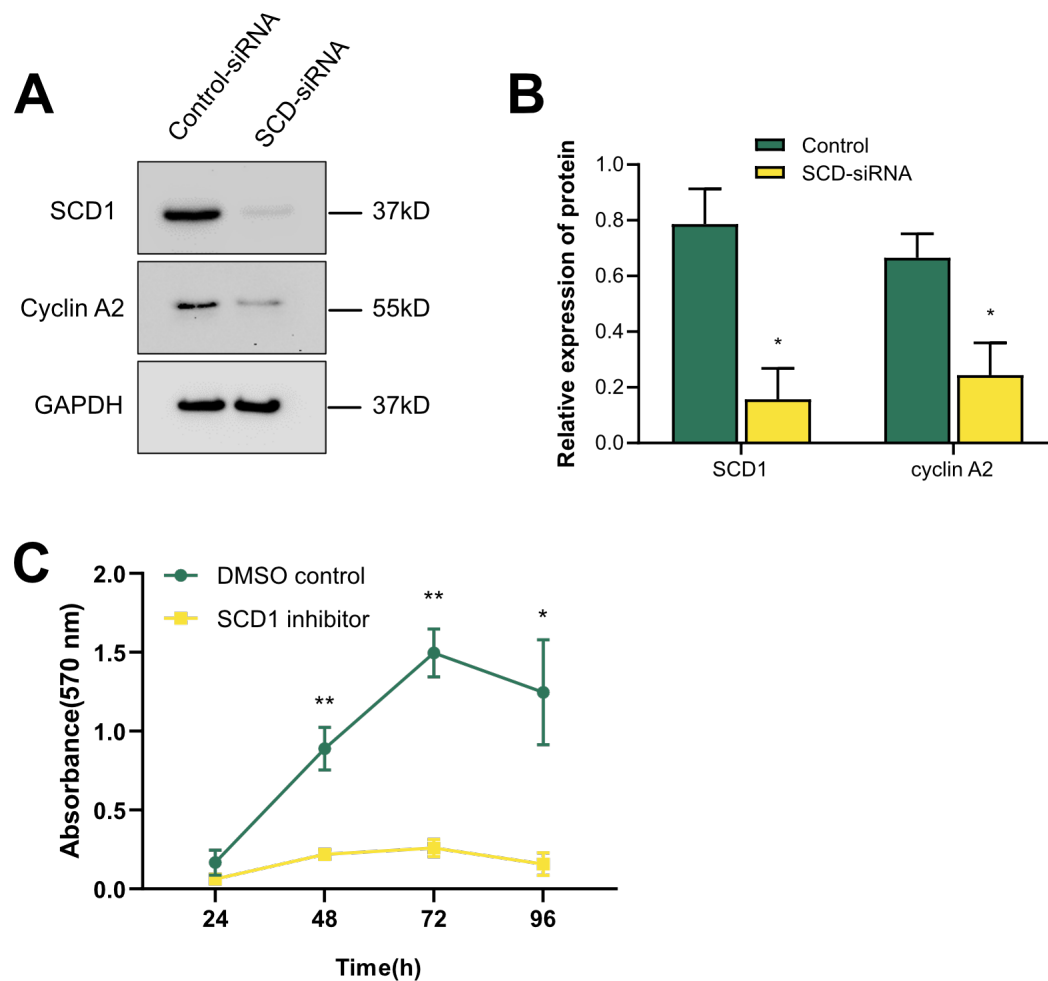 A
Control-siRNA
SCD-siRNA
SCD1
37kD
Cyclin A2
55kD
GAPDH
37kD
B
Control
SCD-siRNA
Relative expression of protein
1.0
0.8
0.6
0.4
0.2
0.0
*
*
SCD1
cyclin A2
C
DMSO control
SCD1 inhibitor
Absorbance(570 nm)
2.0
1.5
1.0
0.5
0.0
**
**
*
24
48
72
96
Time(h)